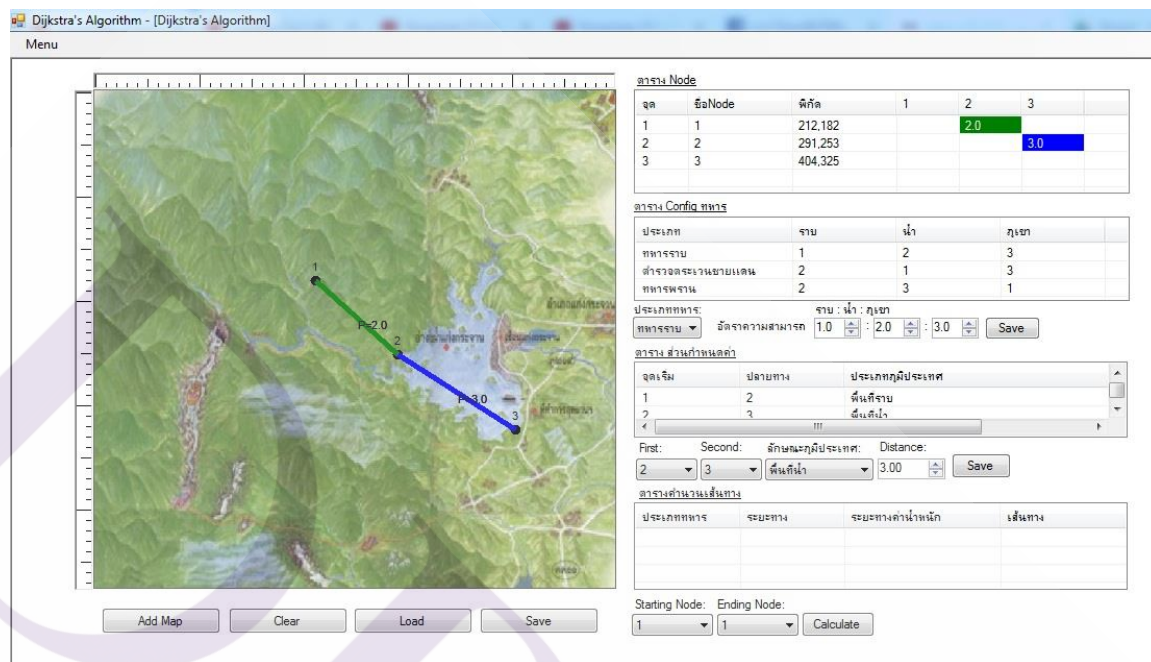 Dijkstra's Algorithm - [Dijkstra's Algorithm]
Menu
ตาราง Node
จุด ชื่อNode พิกัด 1 2 3
1 1 212,182 2.0
2 2 291,253 3.0
3 3 404,325
ตาราง Config ทหาร
ประเภท ราบ น้ำ ภูเขา
ทหารราบ 1 2 3
ตำรวจตระเวนชายแดน 2 1 3
ทหารพราน 2 3 1
ประเภททหาร: ราบ : น้ำ : ภูเขา
ทหารราบ อัตราความสามารถ 1.0 : 2.0 : 3.0 Save
ตาราง ส่วนกำหนดค่า
จุดเริ่ม ปลายทาง ประเภทภูมิประเทศ
1 2 พื้นที่ราบ
2 3 พื้นที่น้ำ
First: Second: ลักษณะภูมิประเทศ: Distance:
2 3 พื้นที่น้ำ 3.00 Save
ตารางคำนวนเส้นทาง
ประเภททหาร ระยะทาง ระยะทางค่าน้ำหนัก เส้นทาง
Starting Node: Ending Node:
1 1 Calculate
1
P=2.0
2
P=3.0
3
Add Map Clear Load Save